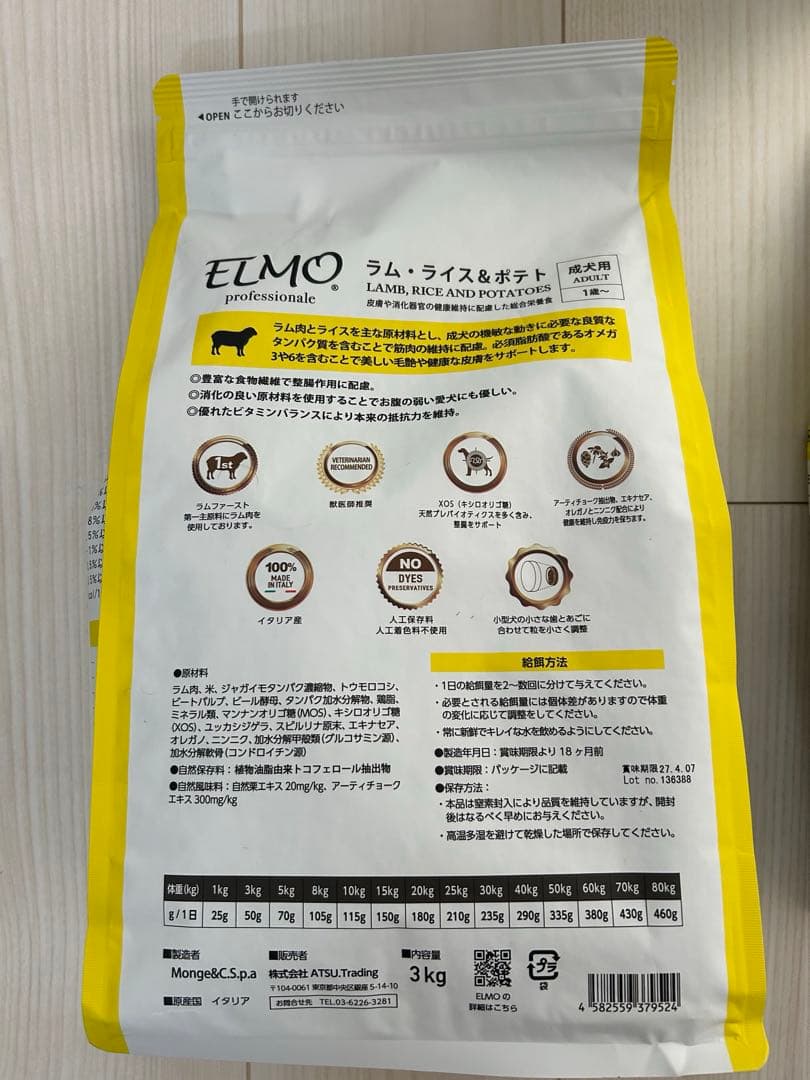 手で開けられます
◀OPEN ここからお切りください
ELMO®
professionale
ラム・ライス&ポテト
LAMB, RICE AND POTATOES
皮膚や消化器官の健康維持に配慮した総合栄養食
成犬用
ADULT
1歳~
ラム肉とライスを主な原材料とし、成犬の機敏な動きに必要な良質な
タンパク質を含むことで筋肉の維持に配慮。必須脂肪酸であるオメガ
3や6を含むことで美しい毛艶や健康な皮膚をサポートします。
◎豊富な食物繊維で整腸作用に配慮。
◎消化の良い原材料を使用することでお腹の弱い愛犬にも優しい。
◎優れたビタミンバランスにより本来の抵抗力を維持。
1st
ラムファースト
第一主原料にラム肉を
使用しております。
VETERINARIAN
RECOMMENDED
獣医師推奨
XOS(キシロオリゴ糖)
天然プレバイオティクスを多く含み、
整腸をサポート
アーティチョーク抽出物、エキナセア、
オレガノとニンニク配合により
健康を維持し免疫力を保ちます。
100%
MADE
IN ITALY
イタリア産
NO
DYES
PRESERVATIVES
人工保存料
人工着色料不使用
小型犬の小さな歯とあごに
合わせて粒を小さく調整
●原材料
ラム肉、米、ジャガイモタンパク濃縮物、トウモロコシ、
ビートパルプ、ビール酵母、タンパク加水分解物、鶏脂、
ミネラル類、マンナンオリゴ糖(MOS)、キシロオリゴ糖
(XOS)、ユッカシジゲラ、スピルリナ原末、エキナセア、
オレガノ、ニンニク、加水分解甲殻類(グルコサミン源)、
加水分解軟骨(コンドロイチン源)
●自然保存料:植物油脂由来トコフェロール抽出物
●自然風味料:自然栗エキス 20mg/kg、アーティチョーク
エキス 300mg/kg
給餌方法
・1日の給餌量を2~数回に分けて与えてください。
・必要とされる給餌量には個体差がありますので体重
の変化に応じて調整をしてください。
・常に新鮮でキレイな水を飲めるようにしてください。
●製造年月日:賞味期限より18ヶ月前
●賞味期限:パッケージに記載
賞味期限27.4.07
Lot no.136388
●保存方法:
・本品は窒素封入により品質を維持していますが、開封
後はなるべく早めにお与えください。
・高温多湿を避けて乾燥した場所で保存してください。
体重(kg) 1kg 3kg 5kg 8kg 10kg 15kg 20kg 25kg 30kg 40kg 50kg 60kg 70kg 80kg
g/1日 25g 50g 70g 105g 115g 150g 180g 210g 235g 290g 335g 380g 430g 460g
■製造者
Monge&C.S.p.a
■原産国 イタリア
■販売者
株式会社 ATSU.Trading
〒104-0061 東京都中央区銀座 5-14-10
お問合せ先 TEL.03-6226-3281
■内容量
3kg
ELMOの
詳細はこちら
プラ
袋
4 582559 379524